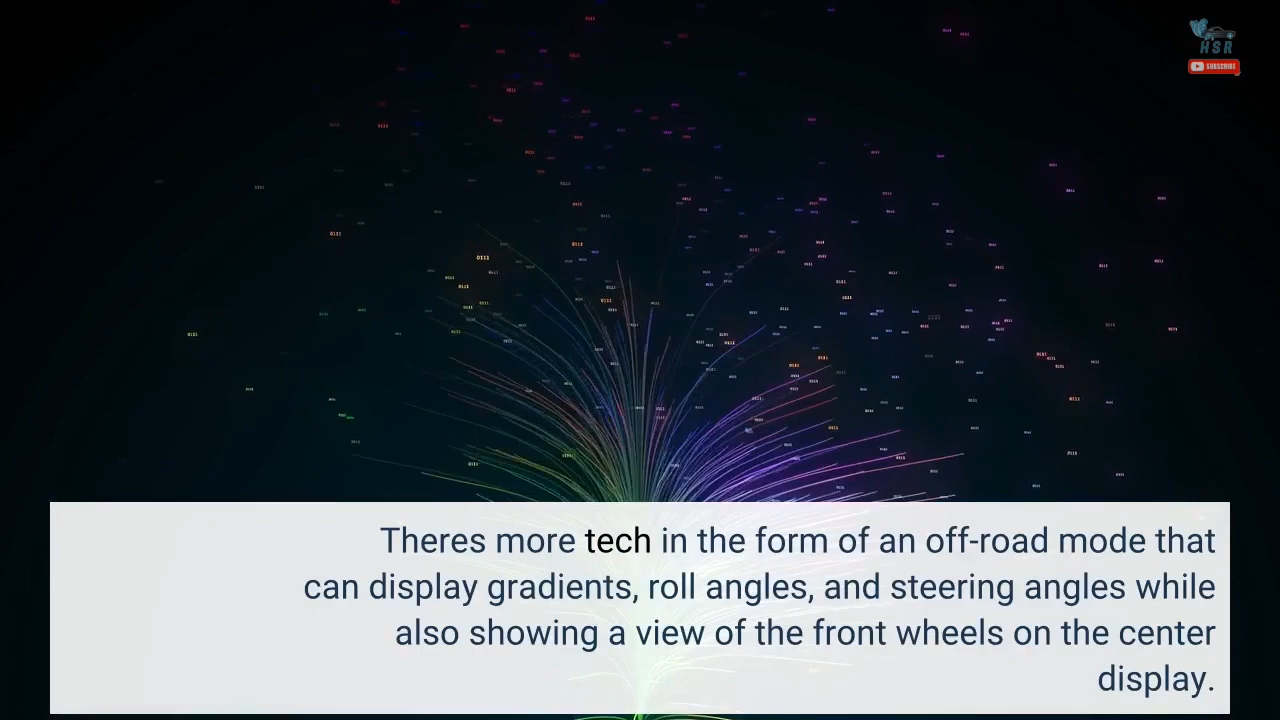 HSR
SUBSCRIBE
Theres more tech in the form of an off-road mode that
can display gradients, roll angles, and steering angles while
also showing a view of the front wheels on the center
display.